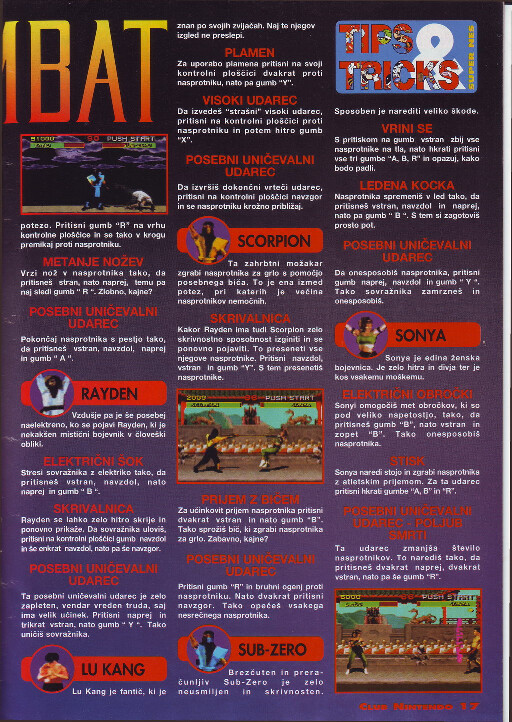 MBAT
potezo. Pritisni gumb "R" na vrhu
kontrolne ploščice in se tako v krogu
premikaj proti nasprotniku.
METANJE NOŽEV
Vrzi nož v nasprotnika tako, da
pritisneš stran, nato naprej, temu pa
naj sledi gumb " R ". Zlobno, kajne?
POSEBNI UNIČEVALNI
UDAREC
Pokončaj nasprotnika s pestjo tako,
da pritisneš vstran, navzdol, naprej
in gumb " A ".
RAYDEN
Vzdušje pa je še posebej
naelektreno, ko se pojavi Rayden, ki je
nekakšen mistični bojevnik v človeški
obliki.
ELEKTRIČNI ŠOK
Stresi sovražnika z elektriko tako, da
pritisneš vstran, navzdol, nato
naprej in gumb " B ".
SKRIVALNICA
Rayden se lahko zelo hitro skrije in
ponovno prikaže. Da sovražnika uloviš,
pritisni na kontrolni ploščici gumb navzdol
in še enkrat navzdol, nato pa še navzgor.
POSEBNI UNIČEVALNI
UDAREC
Ta posebni uničevalni udarec je zelo
zapleten, vendar vreden truda, saj
ima velik učinek. Pritisni naprej in
trikrat vstran, nato gumb " Y ". Tako
uničiš sovražnika.
LU KANG
Lu Kang je fantič, ki je
znan po svojih zvijačah. Naj te njegov
izgled ne preslepi.
PLAMEN
Za uporabo plamena pritisni na svoji
kontrolni ploščici dvakrat proti
nasprotniku, nato pa gumb "Y".
VISOKI UDAREC
Da izvedeš "strašni" visoki udarec,
pritisni na kontrolni ploščici proti
nasprotniku in potem hitro gumb
"X".
POSEBNI UNIČEVALNI
UDAREC
Da izvršiš dokončni vrteči udarec,
pritisni na kontrolni ploščici navzgor
in se nasprotniku krožno približaj.
SCORPION
Ta zahrbtni možakar
zgrabi nasprotnika za grlo s pomočjo
posebnega biča. To je ena izmed
potez, pri katerih je večina
nasprotnikov nemočnih.
SKRIVALNICA
Kakor Rayden ima tudi Scorpion zelo
skrivnostno sposobnost izginiti in se
ponovno pojaviti. To preseneti vse
njegove nasprotnike. Pritisni navzdol,
vstran in gumb "Y". S tem presenetiš
nasprotnike.
PRIJEM Z BIČEM
Za učinkovit prijem nasprotnika pritisni
dvakrat vstran in nato gumb "B".
Tako sprožiš bič, ki zgrabi nasprotnika
za grlo. Zabavno, kajne?
POSEBNI UNIČEVALNI
UDAREC
Pritisni gumb "R" in bruhni ogenj proti
nasprotniku. Nato dvakrat pritisni
navzgor. Tako opečeš vsakega
nesrečnega nasprotnika.
SUB-ZERO
Brezčuten in prera-
čunljiv Sub-Zero je zelo
neusmiljen in skrivnosten.
TIPS
&
TRICKS
SUPER NES
Sposoben je narediti veliko škode.
VRINI SE
S pritiskom na gumb vstran zbij vse
nasprotnike na tla, nato hkrati pritisni
vse tri gumbe "A, B, R" in opazuj, kako
bodo padli.
LEDENA KOCKA
Nasprotnika spremeniš v led tako, da
pritisneš vstran, navzdol in naprej,
nato pa gumb " B ". S tem si zagotoviš
prosto pot.
POSEBNI UNIČEVALNI
UDAREC
Da onesposobiš nasprotnika, pritisni
gumb naprej, navzdol in gumb " Y ".
Tako sovražnika zamrzneš in
onesposobiš.
SONYA
Sonya je edina ženska
bojevnica. Je zelo hitra in divja ter je
kos vsakemu moškemu.
ELEKTRIČNI OBROČKI
Sonyi omogočiš met obročkov, ki so
pod veliko napetostjo, tako, da
pritisneš gumb "B", nato vstran in
zopet "B". Tako onesposobiš
nasprotnika.
STISK
Sonya naredi stojo in zgrabi nasprotnika
z atletskim prijemom. Za ta udarec
pritisni hkrati gumbe "A, B" in "R".
POSEBNI UNIČEVALNI
UDAREC - POLJUB
SMRTI
Ta udarec zmanjša število
nasprotnikov. To narediš tako, da
pritisneš dvakrat naprej, dvakrat
vstran, nato pa še gumb "R".
CLUB NINTENDO 17